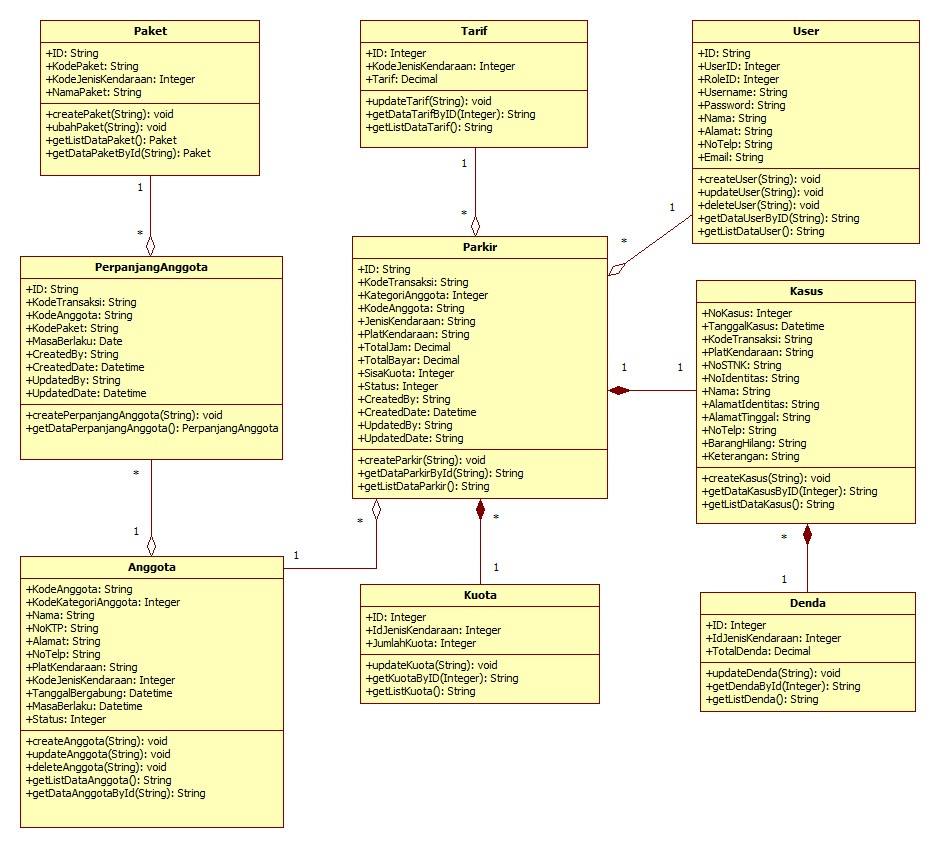 Paket
+ID: String
+KodePaket: String
+KodeJenisKendaraan: Integer
+NamaPaket: String
+createPaket(String): void
+ubahPaket(String): void
+getListDataPaket(): Paket
+getDataPaketById(String): Paket
1
*
Tarif
+ID: Integer
+KodeJenisKendaraan: Integer
+Tarif: Decimal
+updateTarif(String): void
+getDataTarifByID(Integer): String
+getListDataTarif(): String
1
*
User
+ID: String
+UserID: Integer
+RoleID: Integer
+Username: String
+Password: String
+Nama: String
+Alamat: String
+NoTelp: String
+Email: String
+createUser(String): void
+updateUser(String): void
+deleteUser(String): void
+getDataUserByID(String): String
+getListDataUser(): String
1
*
PerpanjangAnggota
+ID: String
+KodeTransaksi: String
+KodeAnggota: String
+KodePaket: String
+MasaBerlaku: Date
+CreatedBy: String
+CreatedDate: Datetime
+UpdatedBy: String
+UpdatedDate: Datetime
+createPerpanjangAnggota(String): void
+getDataPerpanjangAnggota(): PerpanjangAnggota
*
1
Parkir
+ID: String
+KodeTransaksi: String
+KategoriAnggota: Integer
+KodeAnggota: String
+JenisKendaraan: String
+PlatKendaraan: String
+TotalJam: Decimal
+TotalBayar: Decimal
+SisaKuota: Integer
+Status: Integer
+CreatedBy: String
+CreatedDate: Datetime
+UpdatedBy: String
+UpdatedDate: String
+createParkir(String): void
+getDataParkirById(String): String
+getListDataParkir(): String
1
1
*
1
*
1
Kasus
+NoKasus: Integer
+TanggalKasus: Datetime
+KodeTransaksi: String
+PlatKendaraan: String
+NoSTNK: String
+NoIdentitas: String
+Nama: String
+AlamatIdentitas: String
+AlamatTinggal: String
+NoTelp: String
+BarangHilang: String
+Keterangan: String
+createKasus(String): void
+getDataKasusByID(Integer): String
+getListDataKasus(): String
*
1
Anggota
+KodeAnggota: String
+KodeKategoriAnggota: Integer
+Nama: String
+NoKTP: String
+Alamat: String
+NoTelp: String
+PlatKendaraan: String
+KodeJenisKendaraan: Integer
+TanggalBergabung: Datetime
+MasaBerlaku: Datetime
+Status: Integer
+createAnggota(String): void
+updateAnggota(String): void
+deleteAnggota(String): void
+getListDataAnggota(): String
+getDataAnggotaById(String): String
Kuota
+ID: Integer
+IdJenisKendaraan: Integer
+JumlahKuota: Integer
+updateKuota(String): void
+getKuotaByID(Integer): String
+getListKuota(): String
Denda
+ID: Integer
+IdJenisKendaraan: Integer
+TotalDenda: Decimal
+updateDenda(String): void
+getDendaById(Integer): String
+getListDenda(): String